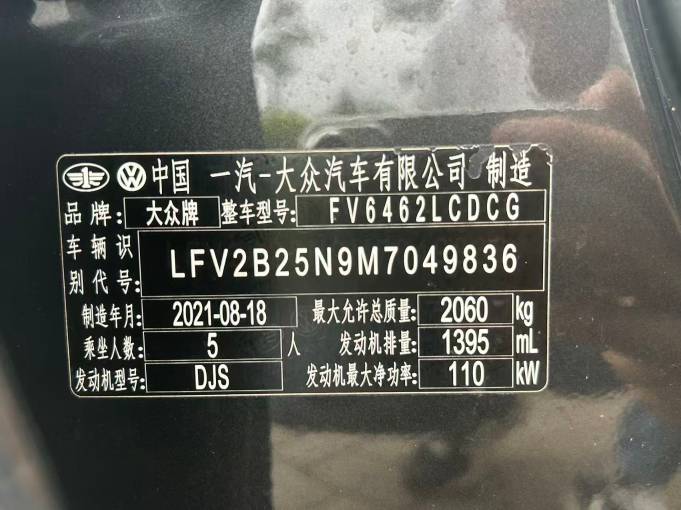 中国 一汽-大众汽车有限公司 制造
品牌: 大众牌 整车型号: FV6462LCDCG
车辆识别代号: LFV2B25N9M7049836
制造年月: 2021-08-18 最大允许总质量: 2060 kg
乘坐人数: 5 人 发动机排量: 1395 mL
发动机型号: DJS 发动机最大净功率: 110 kW